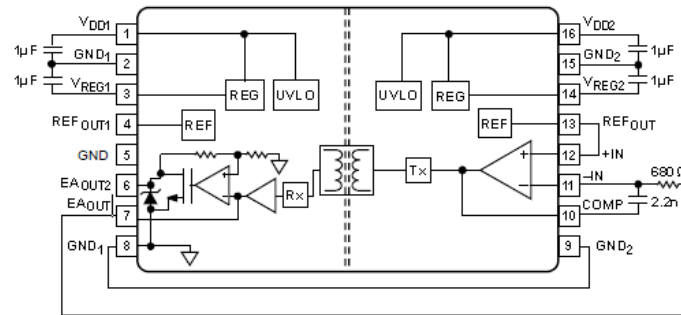 VDD1
1
1µF
GND1
2
1µF
VREG1
3
REG
UVLO
REFOUT1
4
REF
GND
5
EAOUT2
6
EAOUT
7
GND1
8
+
−
Rx
Tx
+
−
VDD2
16
1µF
GND2
15
1µF
VREG2
14
UVLO
REG
REF
13
REFOUT
12
+IN
11
−IN
680Ω
10
COMP
2.2n
9
GND2